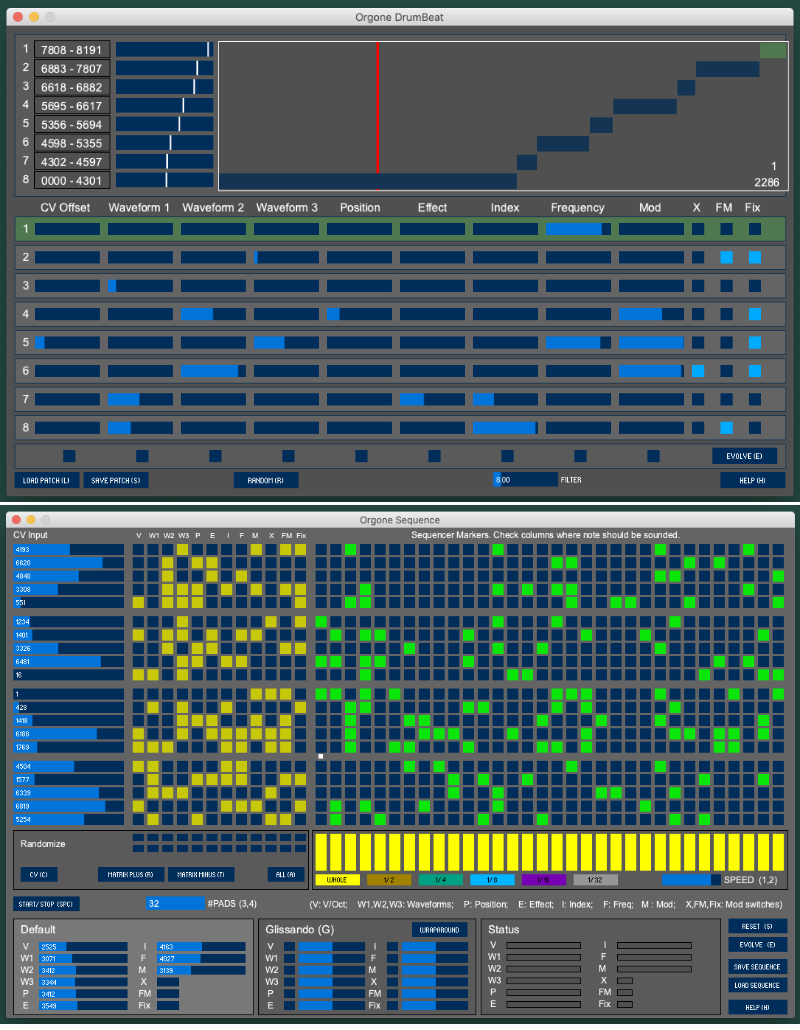 Orgone DrumBeat
1 7808 - 8191
2 6883 - 7807
3 6618 - 6882
4 5695 - 6617
5 5356 - 5694
6 4598 - 5355
7 4302 - 4597
8 0000 - 4301
1
2286
CV Offset Waveform 1 Waveform 2 Waveform 3 Position Effect Index Frequency Mod X FM Fix
1
2
3
4
5
6
7
8
EVOLVE (E)
LOAD PATCH (L) SAVE PATCH (S) RANDOM (R) 8.00 FILTER HELP (H)
Orgone Sequence
CV Input V W1 W2 W3 P E I F M X FM Fix Sequencer Markers. Check columns where note should be sounded.
4193
6620
4848
3308
551
1234
1401
3326
6481
16
1
428
1418
6188
1769
4504
1577
6339
6819
5254
Randomize
CV (C) MATRIX PLUS (R) MATRIX MINUS (T) ALL (A)
WHOLE 1/2 1/4 1/8 1/16 1/32 SPEED (1,2)
START/STOP (SPC) 32 #PADS (3,4) (V: V/Oct; W1,W2,W3: Waveforms; P: Position; E: Effect; I: Index; F: Freq; M : Mod; X,FM,Fix: Mod switches)
Default
V 2525 I 4163
W1 3071 F 4027
W2 3412 M 3139
W3 3344 X
P 3412 FM
E 3549 Fix
Glissando (G) WRAPAROUND
V I
W1 F
W2 M
W3 X
P FM
E Fix
Status
V I
W1 F
W2 M
W3 X
P FM
E Fix
RESET (S)
EVOLVE (E)
SAVE SEQUENCE
LOAD SEQUENCE
HELP (H)